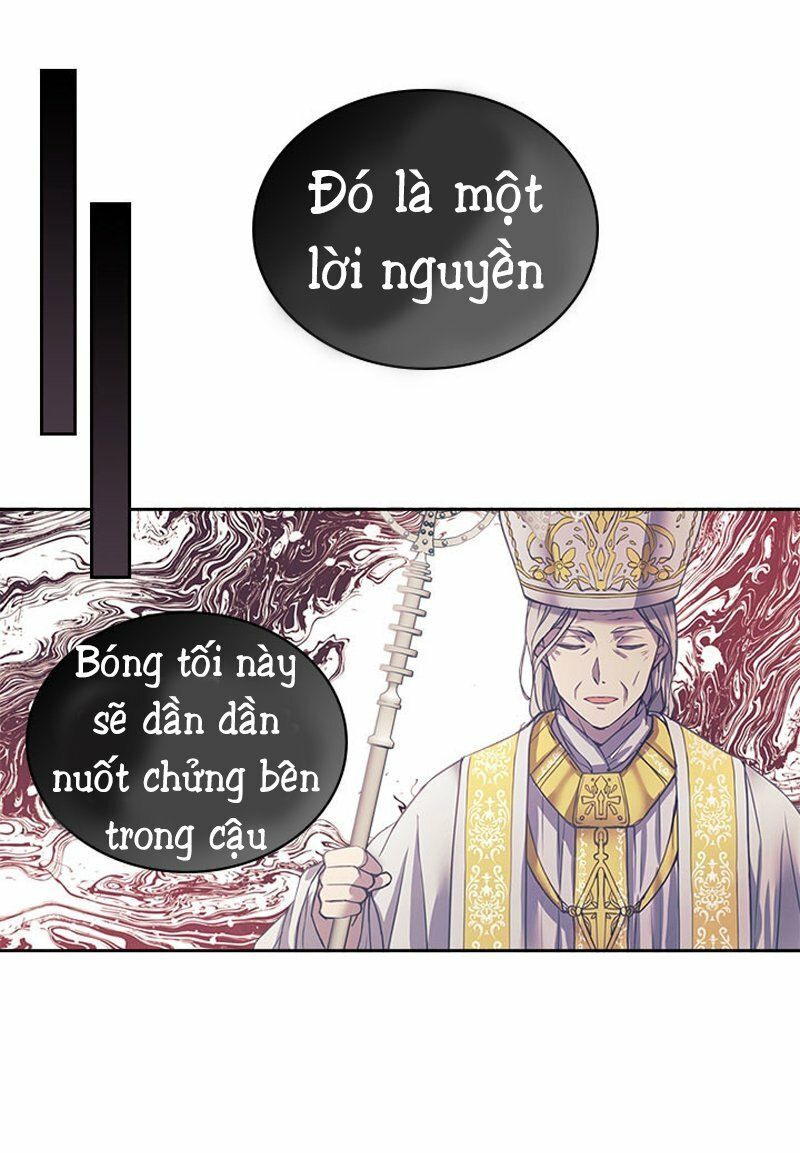 Đó là một
lời nguyền
Bóng tối này
sẽ dần dần
nuốt chửng bên
trong cậu